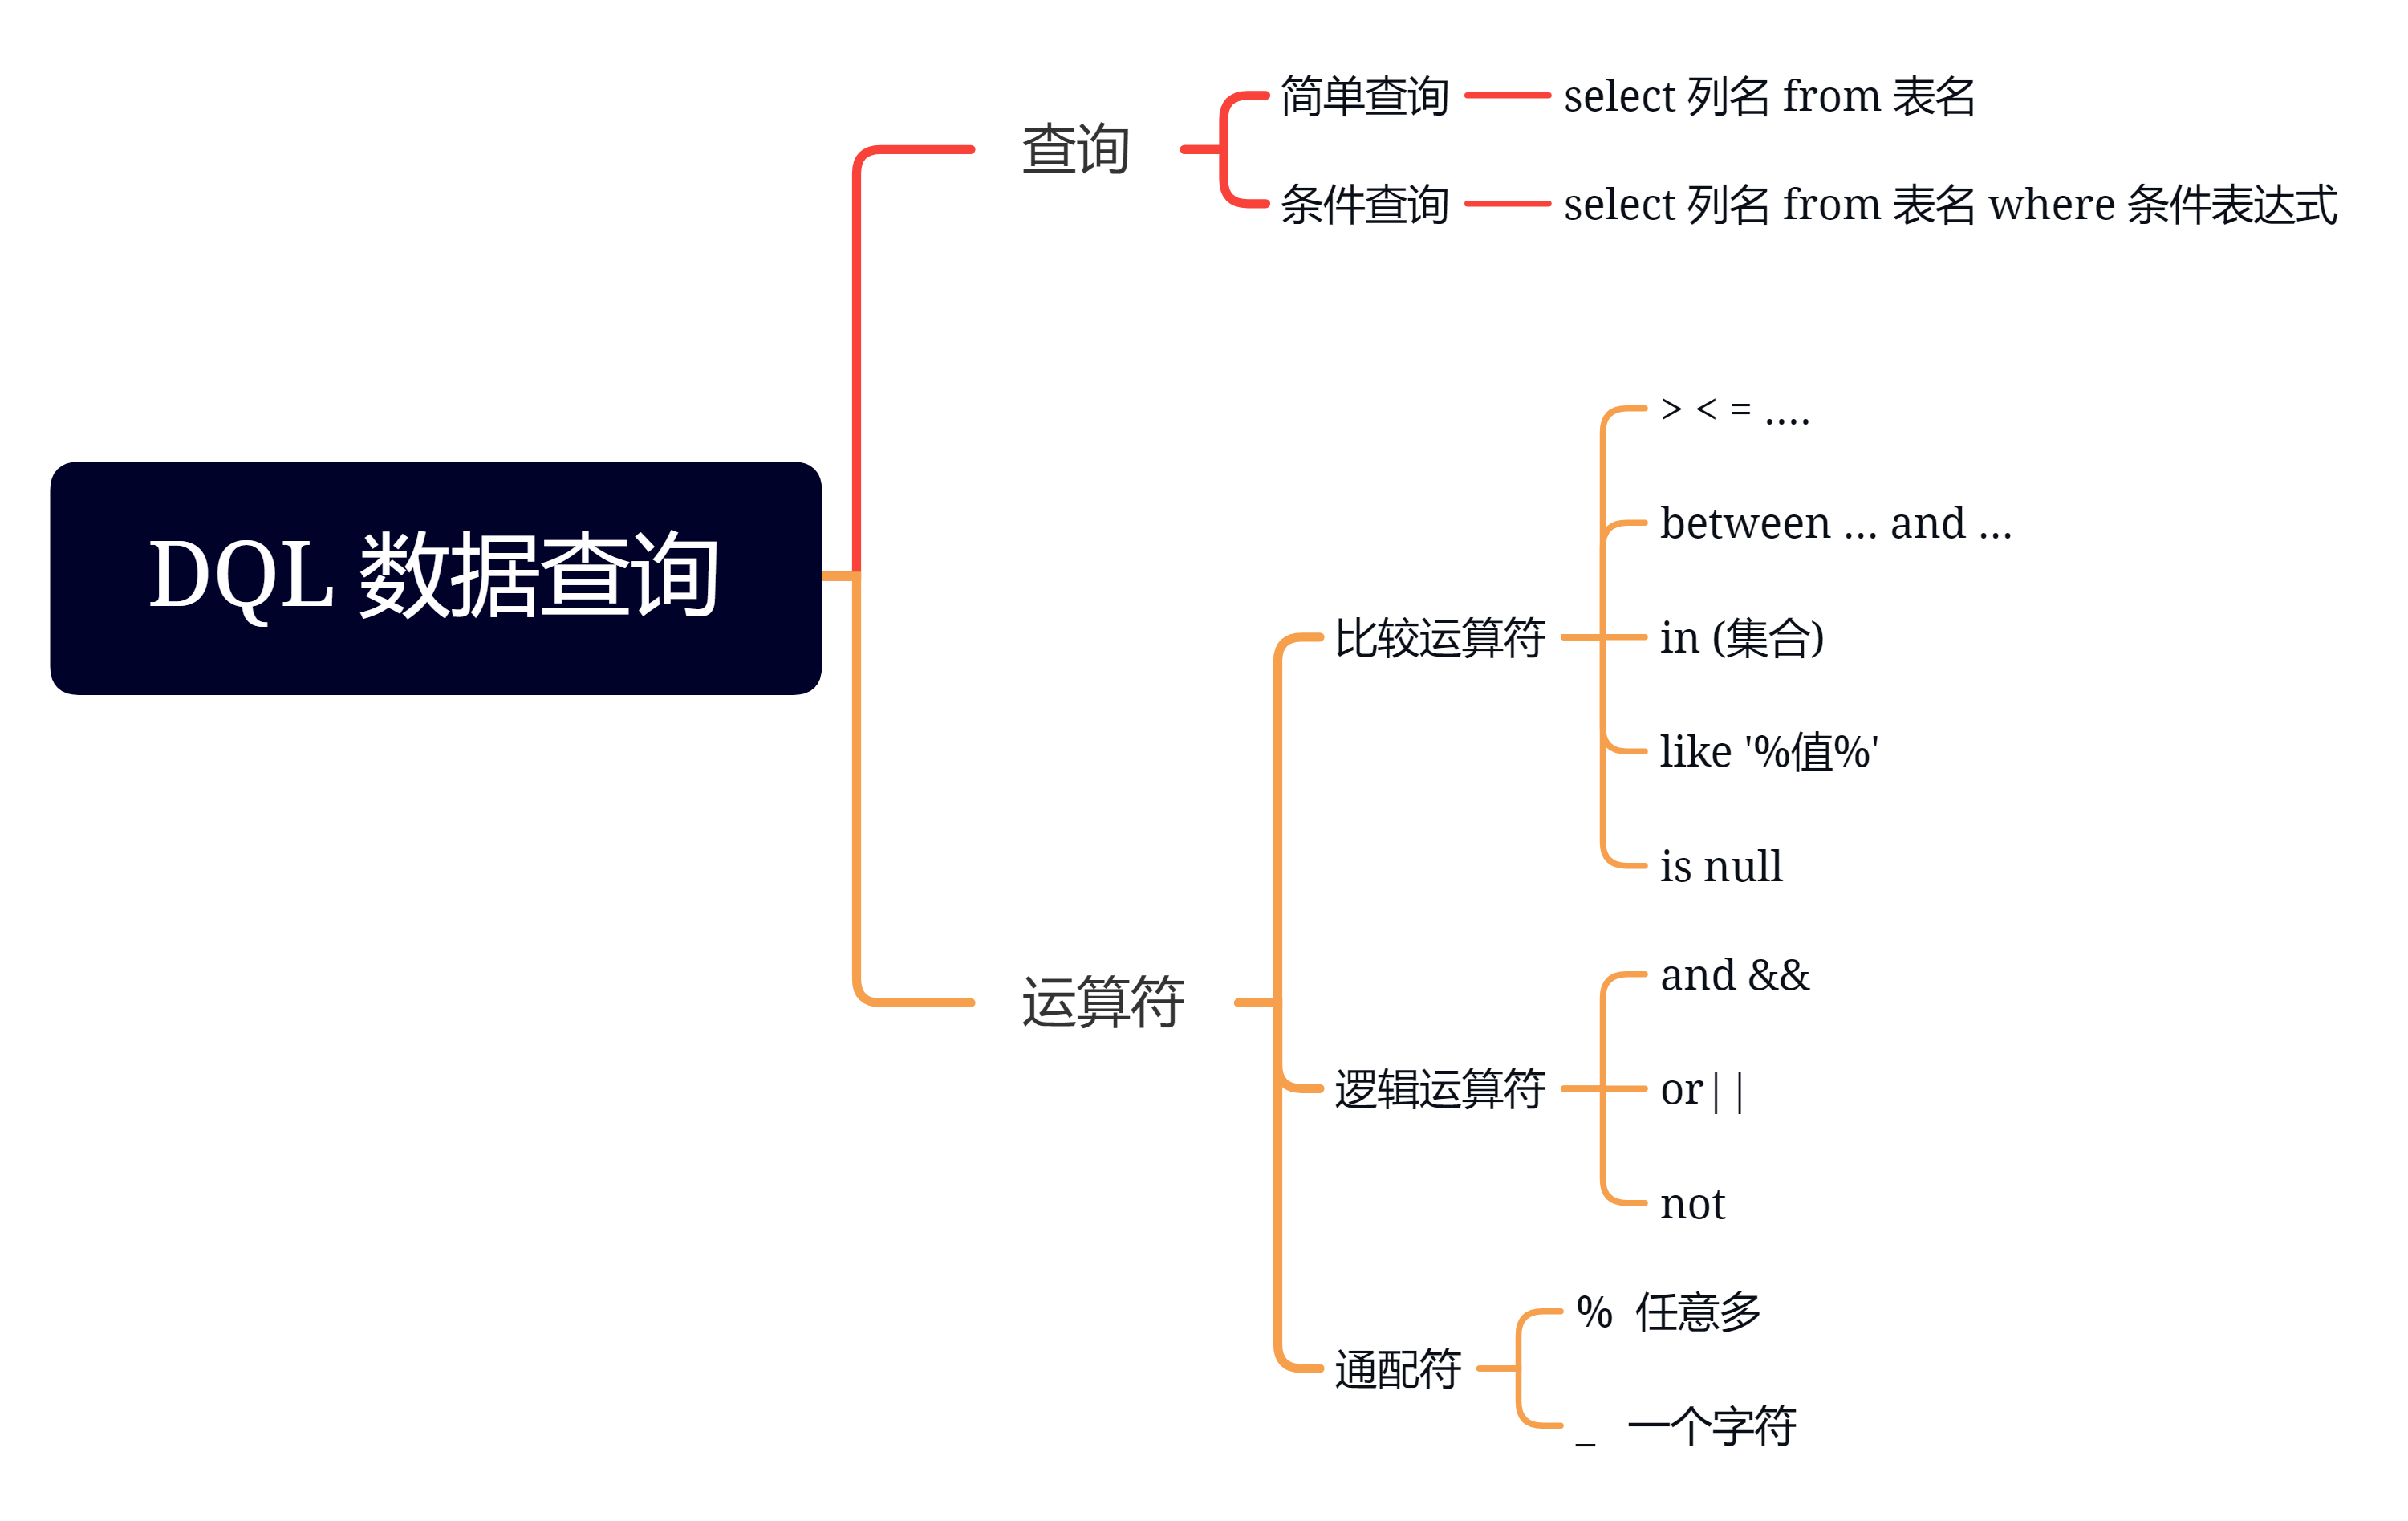 DQL 数据查询
查询
简单查询
select 列名 from 表名
条件查询
select 列名 from 表名 where 条件表达式
运算符
比较运算符
> < = ....
between ... and ...
in (集合)
like '%值%'
is null
逻辑运算符
and &&
or||
not
通配符
% 任意多
_ 一个字符